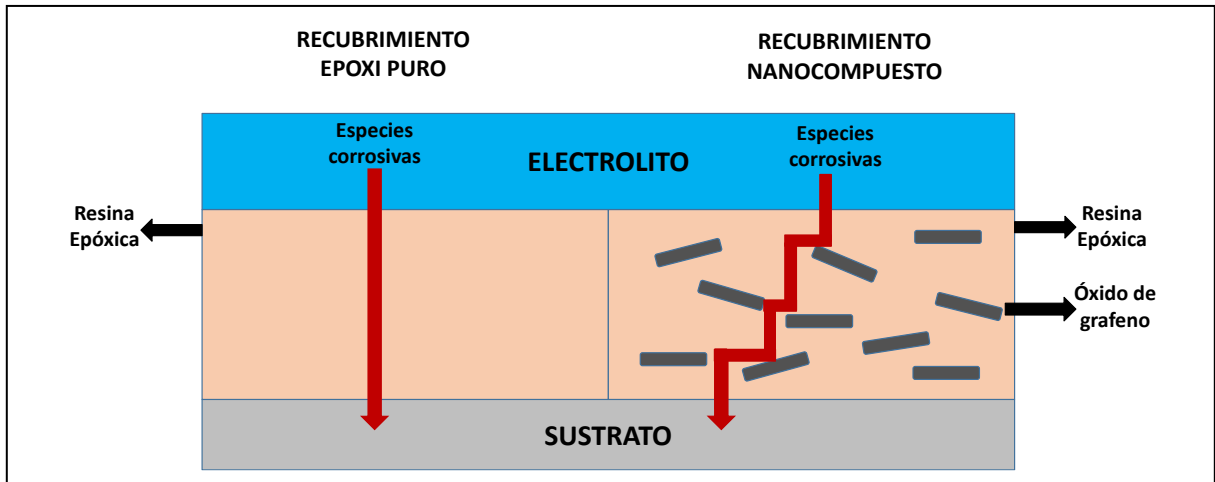 RECUBRIMIENTO
EPOXI PURO
RECUBRIMIENTO
NANOCOMPUESTO
Especies
corrosivas
Especies
corrosivas
ELECTROLITO
Resina
Epóxica
Resina
Epóxica
Óxido de
grafeno
SUSTRATO